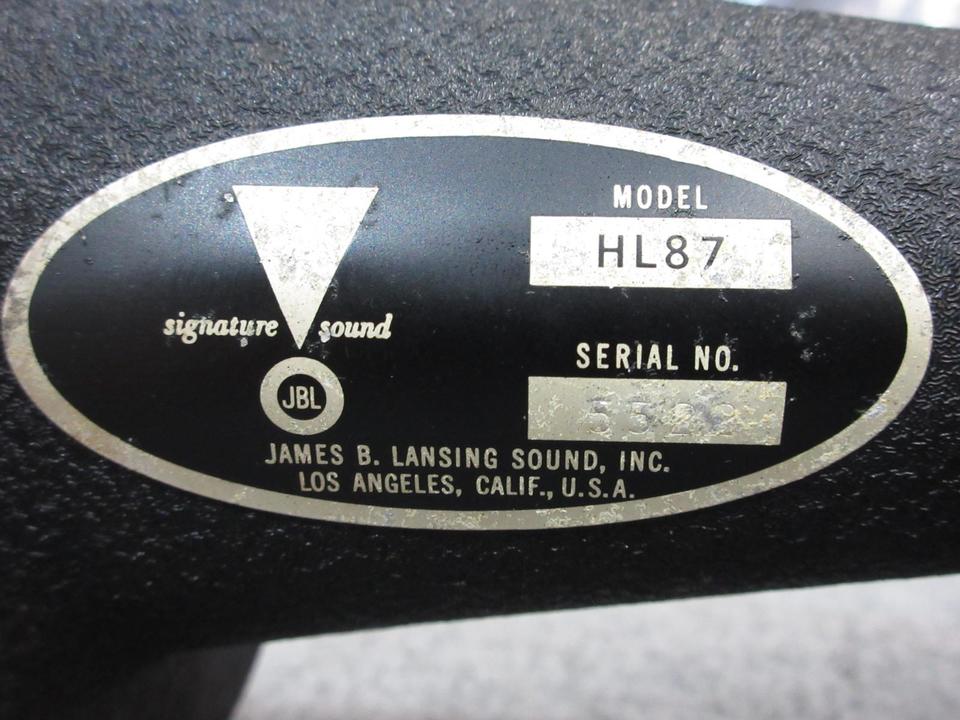 MODEL
HL87
signature sound
SERIAL NO.
JBL
JAMES B. LANSING SOUND, INC.
LOS ANGELES, CALIF., U.S.A.